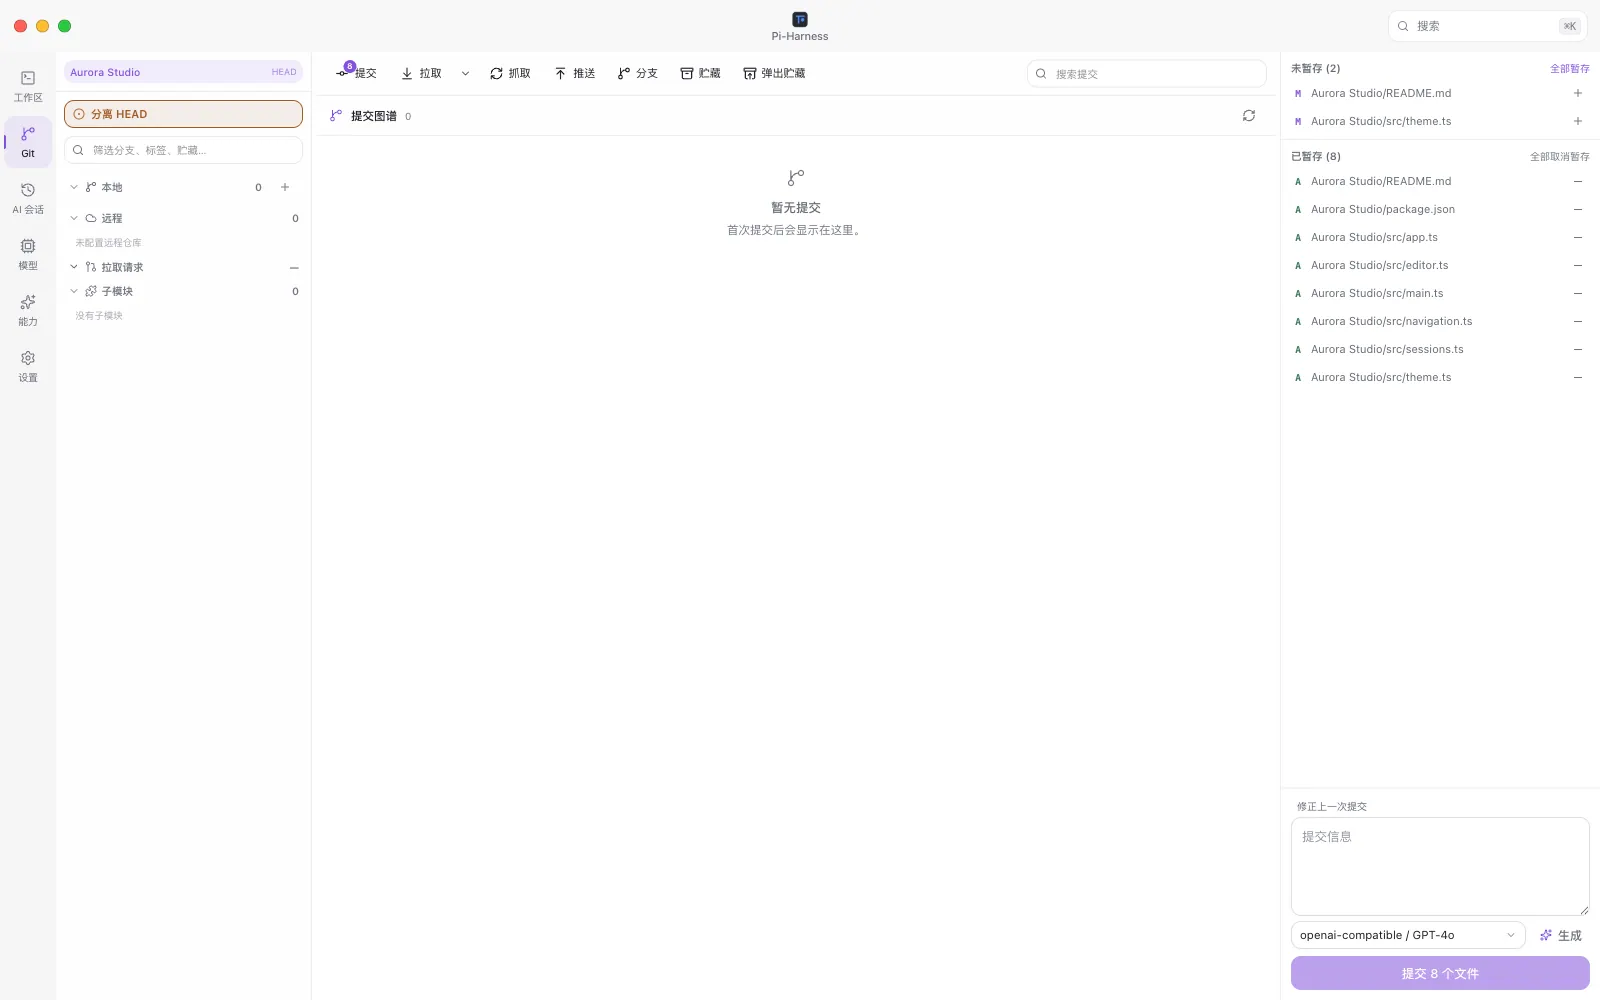 Pi-Harness
搜索
⌘K
工作区
Git
AI 会话
模型
能力
设置
Aurora Studio HEAD
分离 HEAD
筛选分支、标签、贮藏...
本地 0
远程 0
未配置远程仓库
拉取请求 —
子模块 0
没有子模块
8
提交 拉取 抓取 推送 分支 贮藏 弹出贮藏
搜索提交
提交图谱 0
暂无提交
首次提交后会显示在这里。
未暂存 (2) 全部暂存
M Aurora Studio/README.md
M Aurora Studio/src/theme.ts
已暂存 (8) 全部取消暂存
A Aurora Studio/README.md
A Aurora Studio/package.json
A Aurora Studio/src/app.ts
A Aurora Studio/src/editor.ts
A Aurora Studio/src/main.ts
A Aurora Studio/src/navigation.ts
A Aurora Studio/src/sessions.ts
A Aurora Studio/src/theme.ts
修正上一次提交
提交信息
openai-compatible / GPT-4o 生成
提交 8 个文件